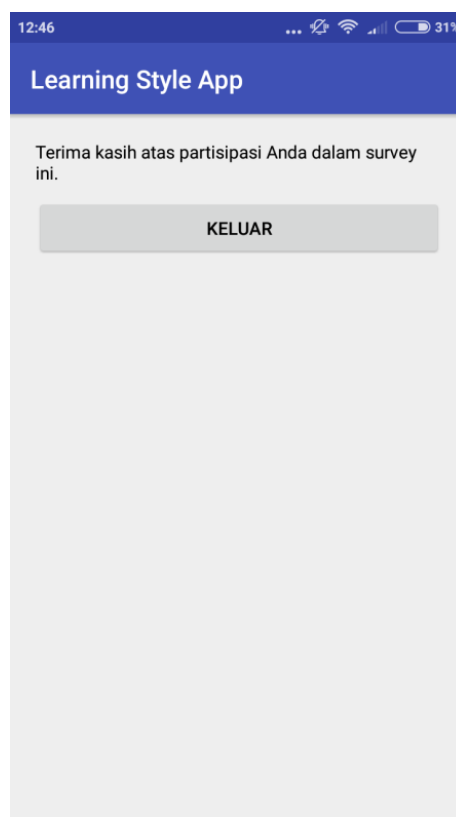 12:46 ... 31%
Learning Style App
Terima kasih atas partisipasi Anda dalam survey
ini.
KELUAR